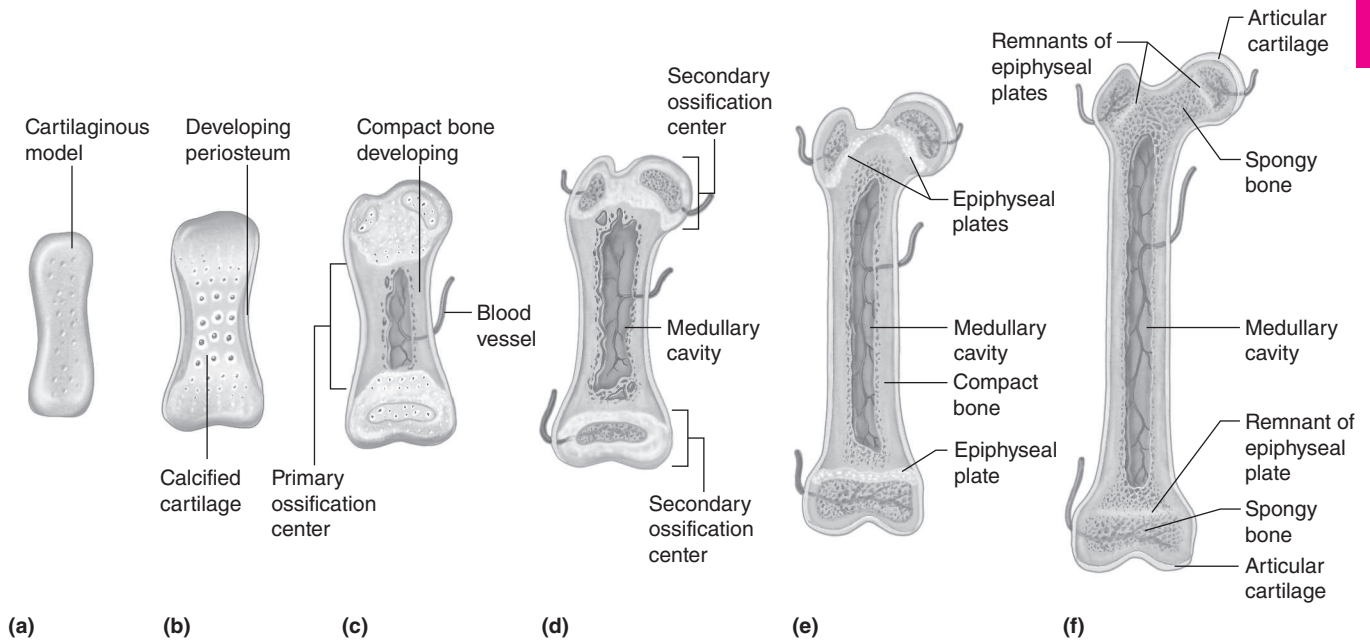 Cartilaginous
model
Developing
periosteum
Calcified
cartilage
Compact bone
developing
Primary
ossification
center
Blood
vessel
Secondary
ossification
center
Medullary
cavity
Secondary
ossification
center
Epiphyseal
plates
Medullary
cavity
Compact
bone
Epiphyseal
plate
Remnants of
epiphyseal
plates
Articular
cartilage
Spongy
bone
Medullary
cavity
Remnant of
epiphyseal
plate
Spongy
bone
Articular
cartilage
(a)
(b)
(c)
(d)
(e)
(f)